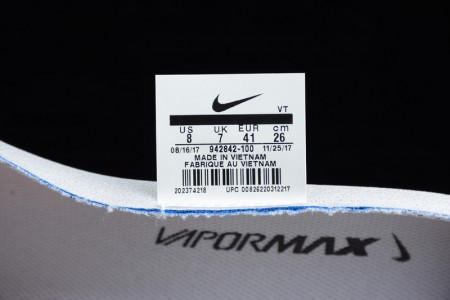 VT
US UK EUR cm
8 7 41 26
08/16/17 942842-100 11/25/17
MADE IN VIETNAM
FABRIQUE AU VIETNAM
202374218 UPC 00826220312217
VAPORMAX